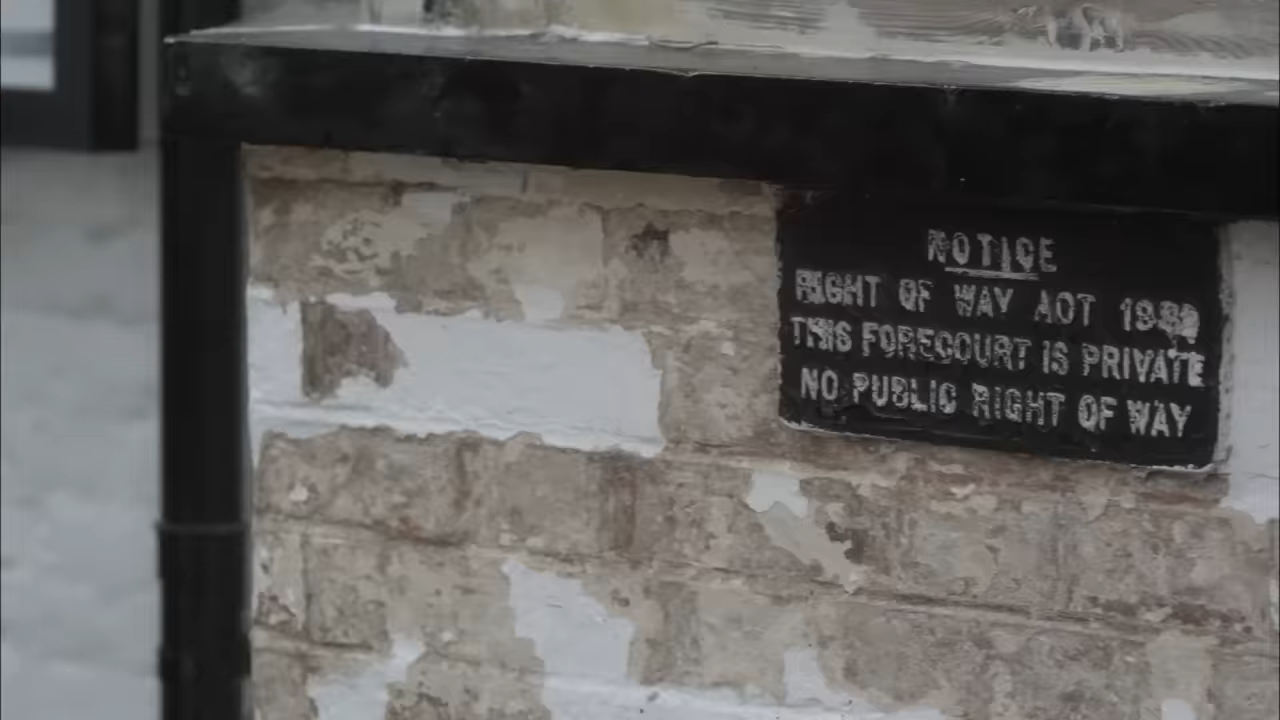 NOTICE
RIGHT OF WAY ACT
THIS FORECOURT IS PRIVATE
NO PUBLIC RIGHT OF WAY